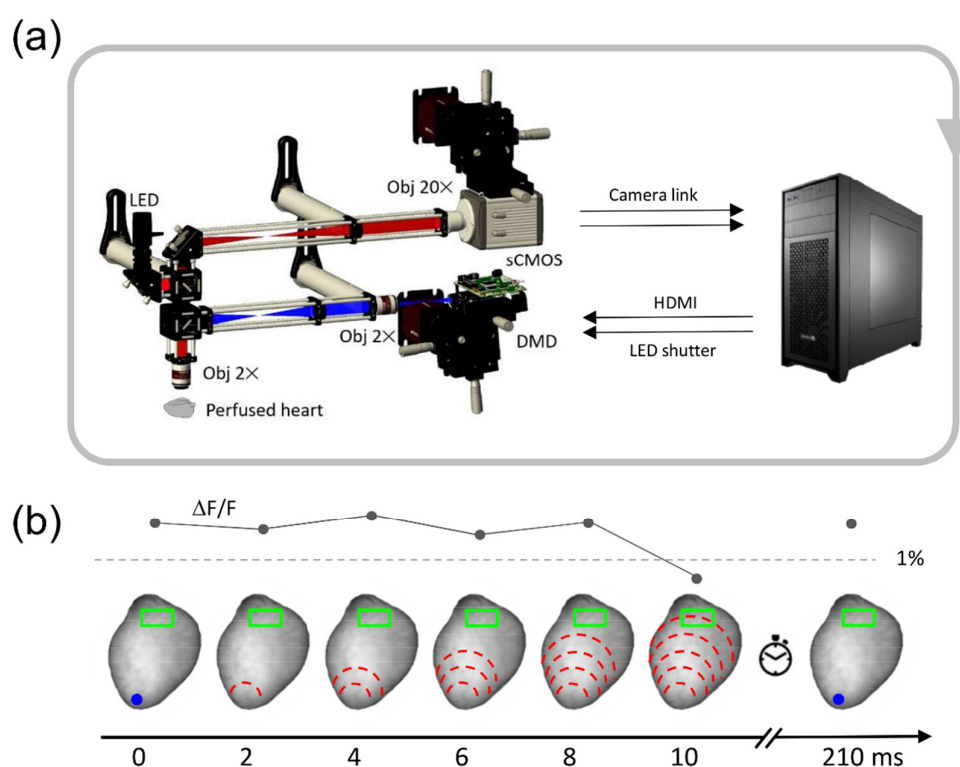 (a)
LED
Obj 20×
sCMOS
Camera link
HDMI
LED shutter
Obj 2×
DMD
Obj 2×
Perfused heart
(b)
ΔF/F
1%
0 2 4 6 8 10 210 ms